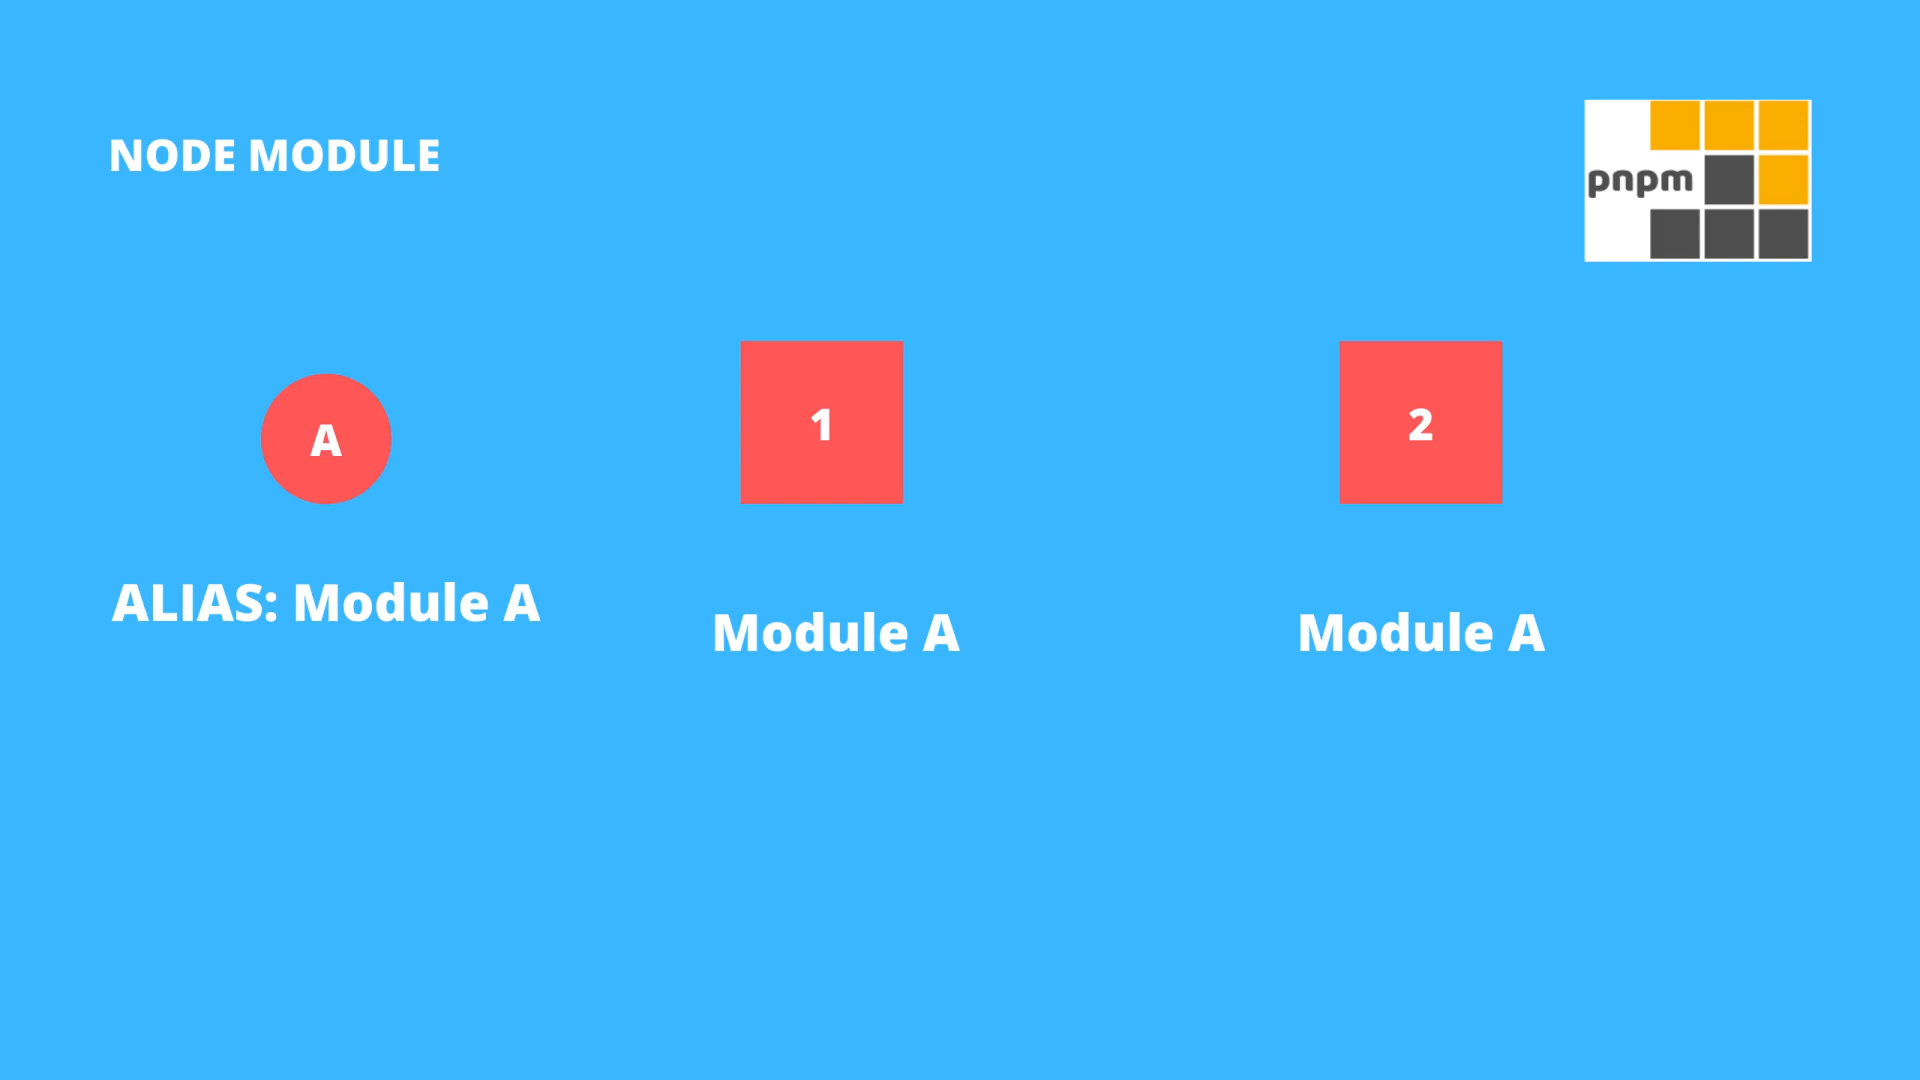 NODE MODULE
pnpm
A
1
2
ALIAS: Module A
Module A
Module A